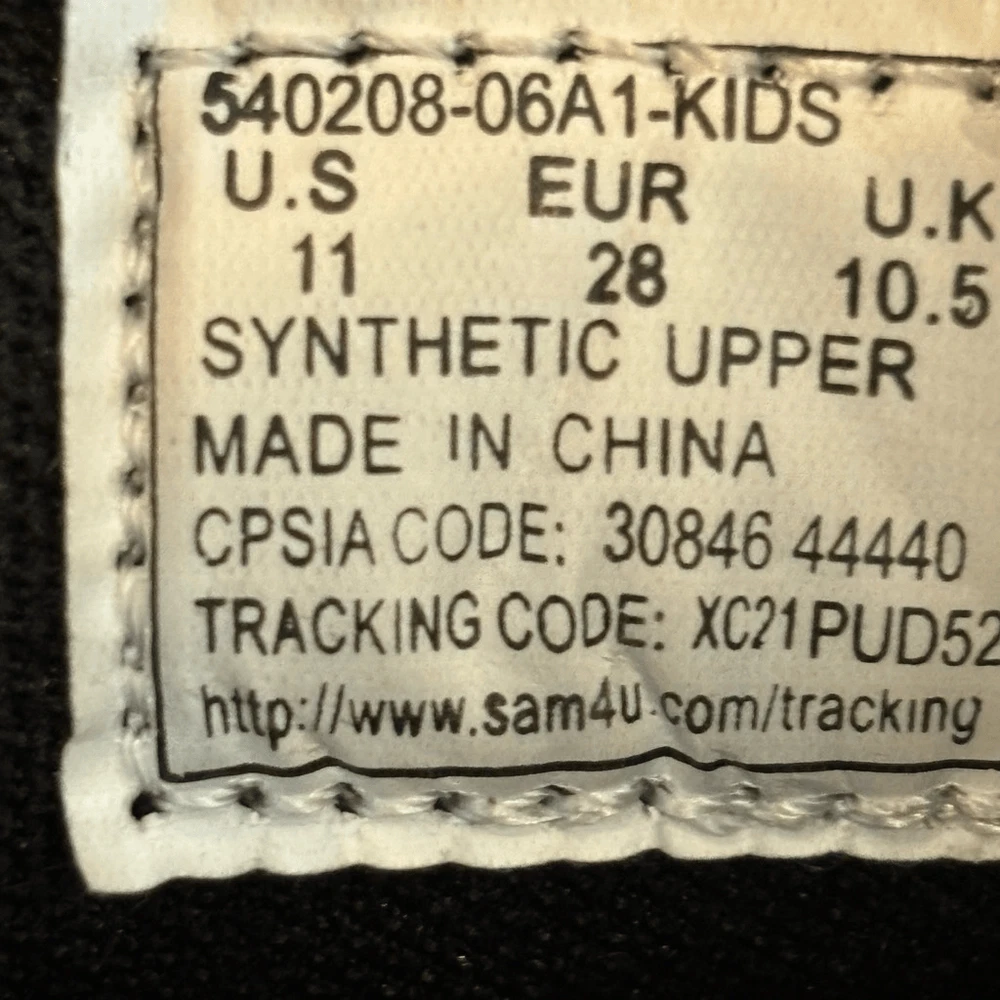 540208-06A1-KIDS
U.S EUR U.K
11 28 10.5
SYNTHETIC UPPER
MADE IN CHINA
CPSIA CODE: 30846 44440
TRACKING CODE: XC21PUD52
http://www.sam4u.com/tracking